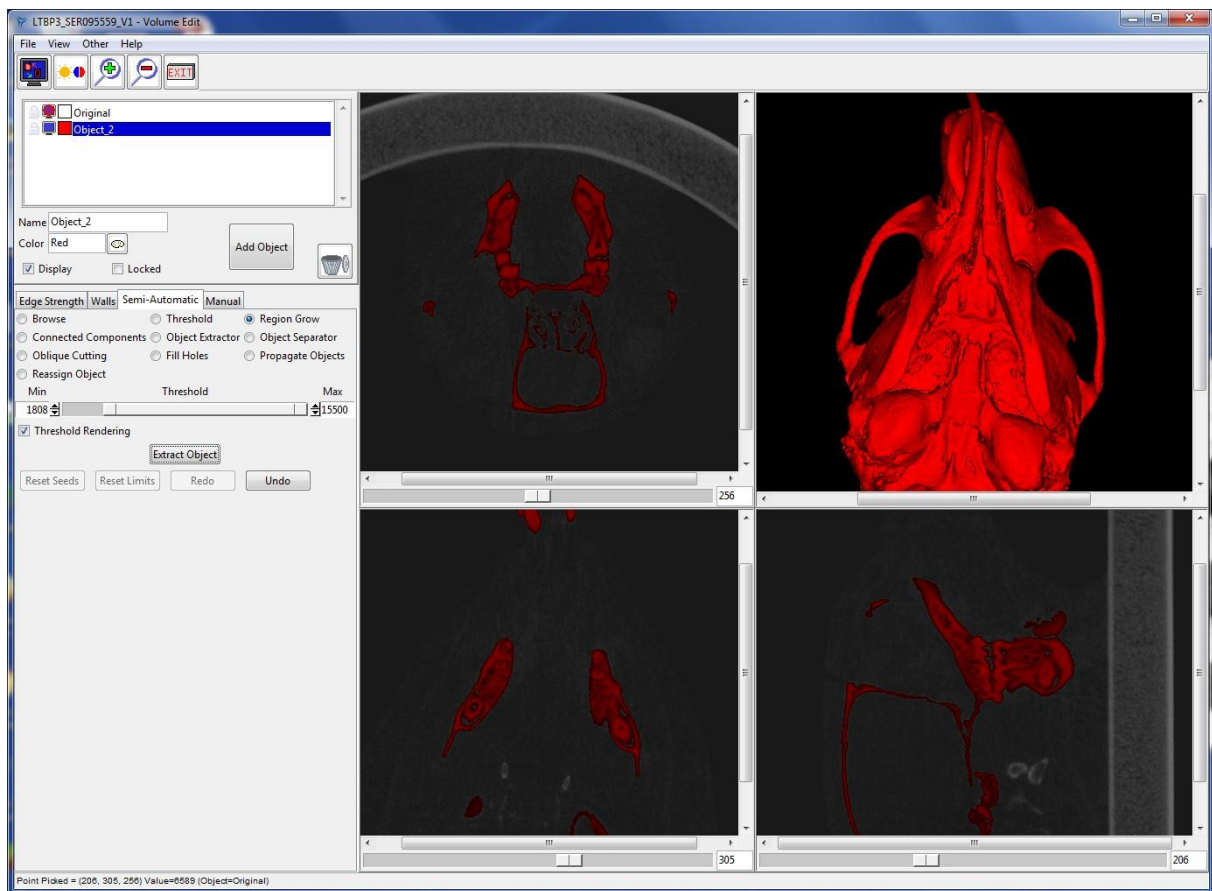 LTBP3_SER095559_V1 - Volume Edit
File View Other Help
EXIT
Original
Object_2
Name Object_2
Color Red
Add Object
Display Locked
Edge Strength Walls Semi-Automatic Manual
Browse Threshold Region Grow
Connected Components Object Extractor Object Separator
Oblique Cutting Fill Holes Propagate Objects
Reassign Object
Min Threshold Max
1808 15500
Threshold Rendering
Extract Object
Reset Seeds Reset Limits Redo Undo
256
305
206
Point Picked = (206, 305, 256) Value=6589 (Object=Original)